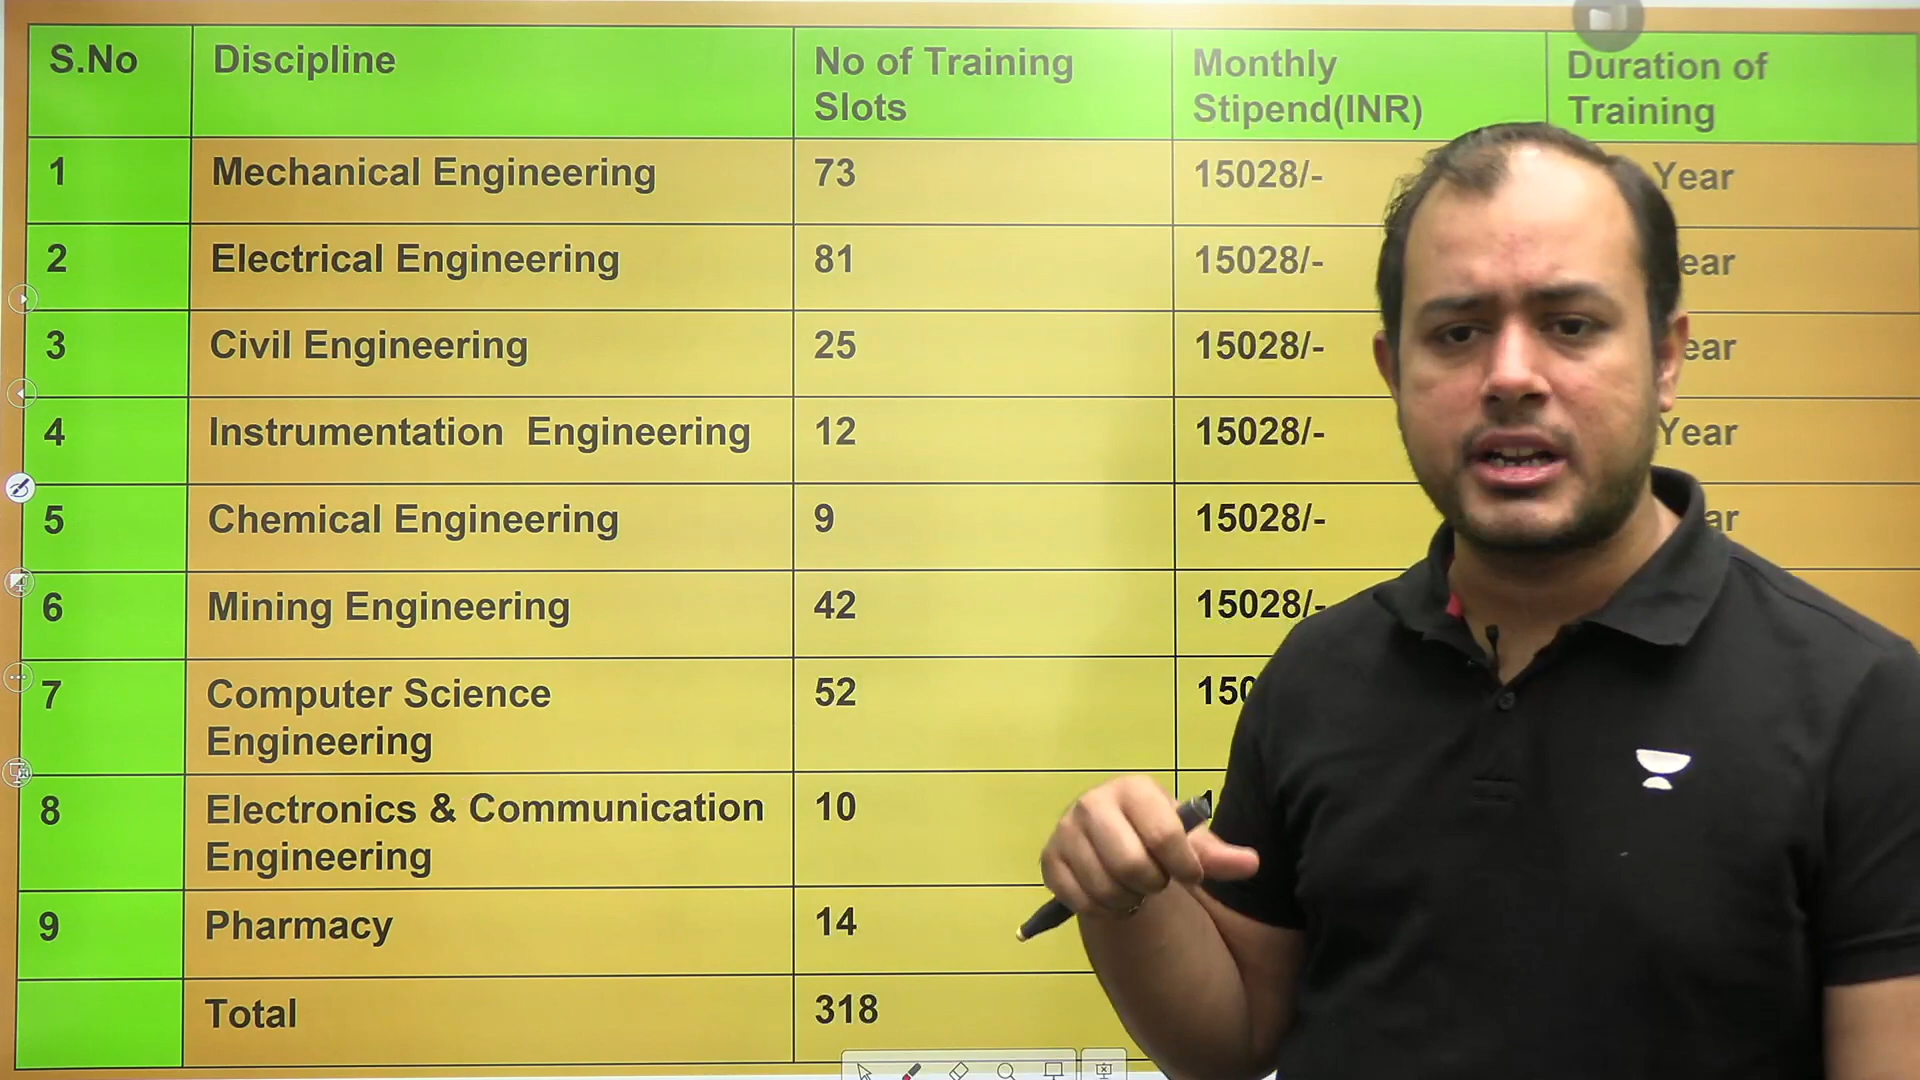 S.No Discipline No of Training Slots Monthly Stipend(INR) Duration of Training
1 Mechanical Engineering 73 15028/- Year
2 Electrical Engineering 81 15028/-
3 Civil Engineering 25 15028/-
4 Instrumentation Engineering 12 15028/- Year
5 Chemical Engineering 9 15028/-
6 Mining Engineering 42 15028/-
7 Computer Science Engineering 52
8 Electronics & Communication Engineering 10
9 Pharmacy 14
Total 318